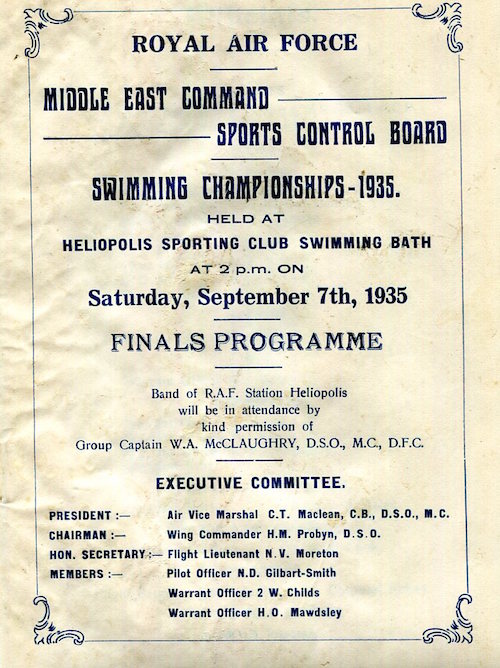 ROYAL AIR FORCE
MIDDLE EAST COMMAND
SPORTS CONTROL BOARD
SWIMMING CHAMPIONSHIPS-1935.
HELD AT
HELIOPOLIS SPORTING CLUB SWIMMING BATH
AT 2 p.m. ON
Saturday, September 7th, 1935
FINALS PROGRAMME
Band of R.A.F. Station Heliopolis
will be in attendance by
kind permission of
Group Captain W.A. McCLAUGHRY, D.S.O., M.C., D.F.C.
EXECUTIVE COMMITTEE.
PRESIDENT :— Air Vice Marshal C.T. Maclean, C.B., D.S.O., M.C.
CHAIRMAN :— Wing Commander H.M. Probyn, D.S.O.
HON. SECRETARY :— Flight Lieutenant N.V. Moreton
MEMBERS :— Pilot Officer N.D. Gilbart-Smith
Warrant Officer 2 W. Childs
Warrant Officer H.O. Mawdsley